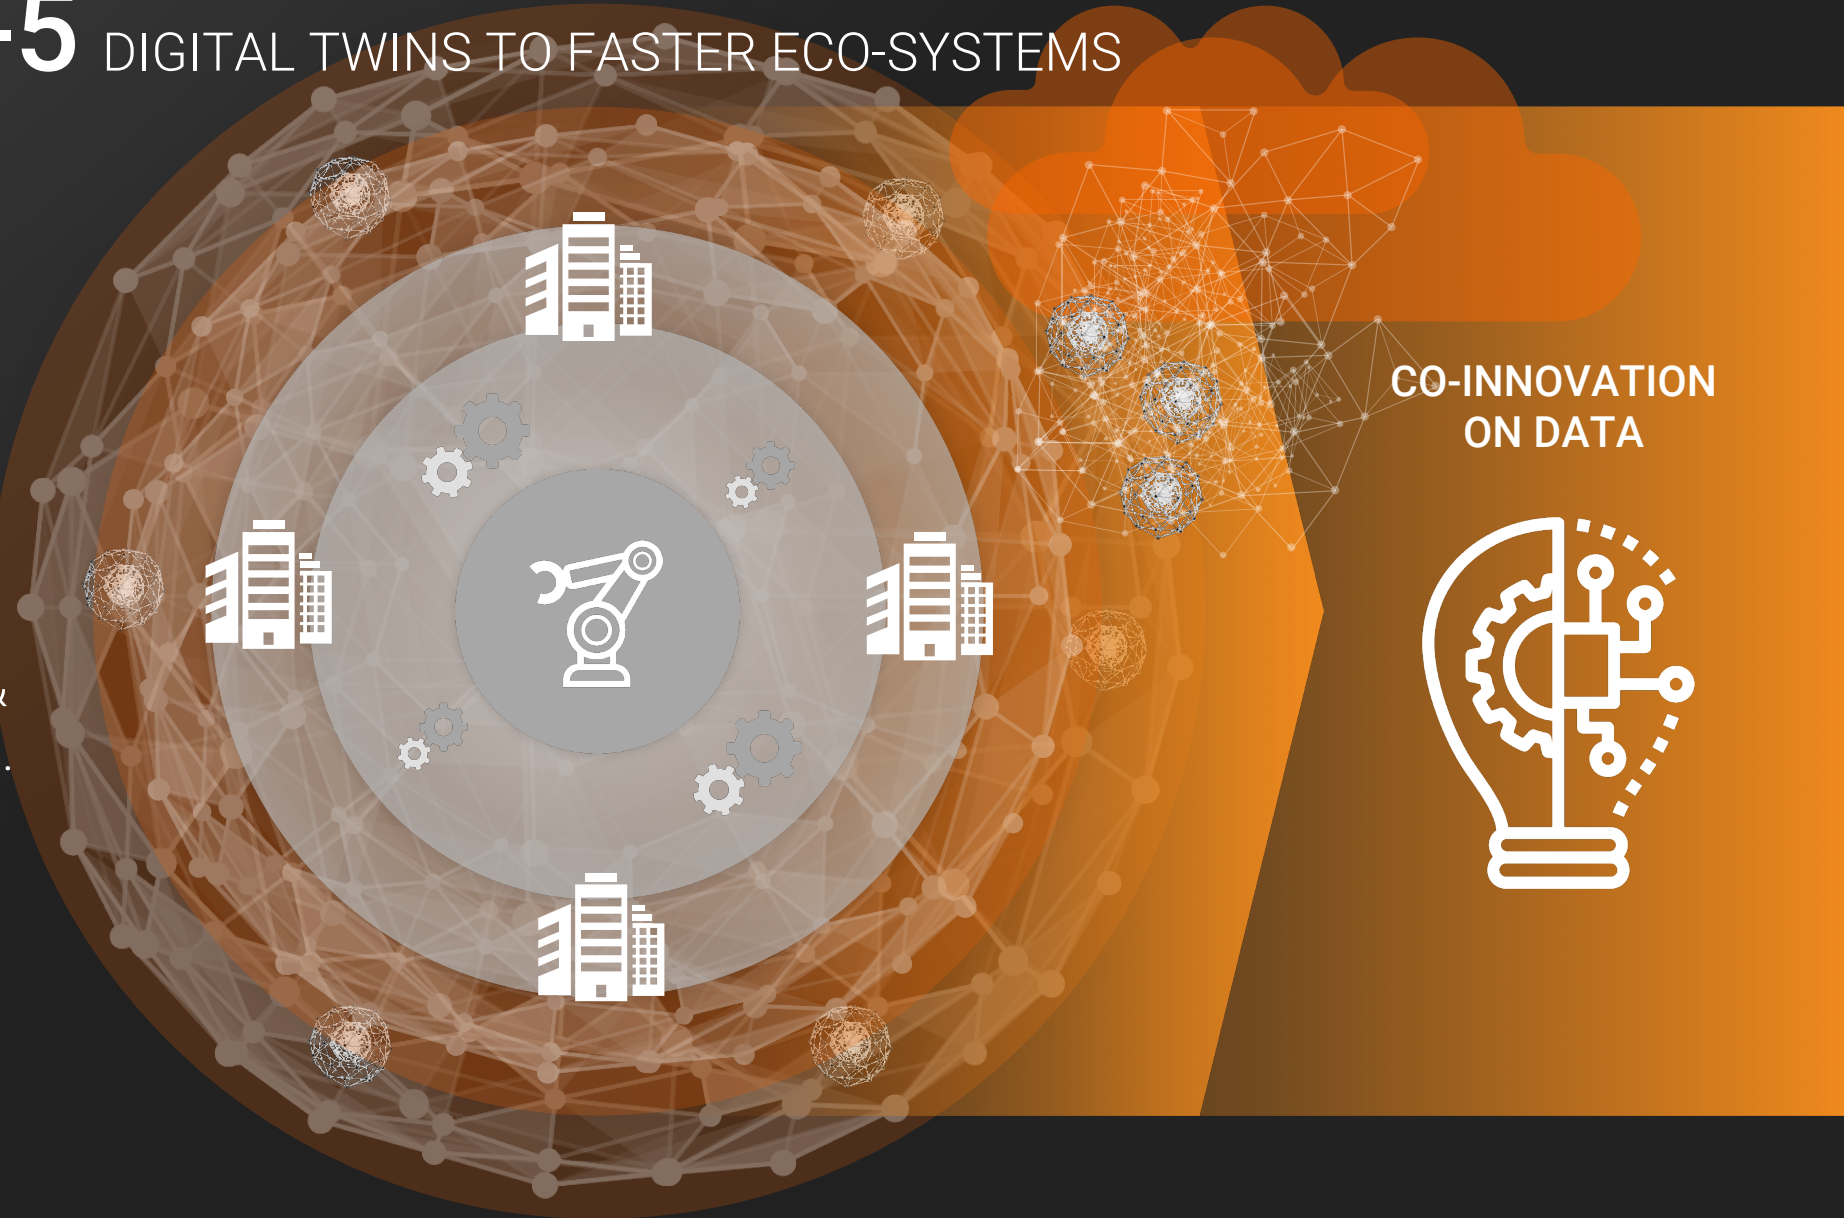 -5 DIGITAL TWINS TO FASTER ECO-SYSTEMS
CO-INNOVATION
ON DATA
&
.